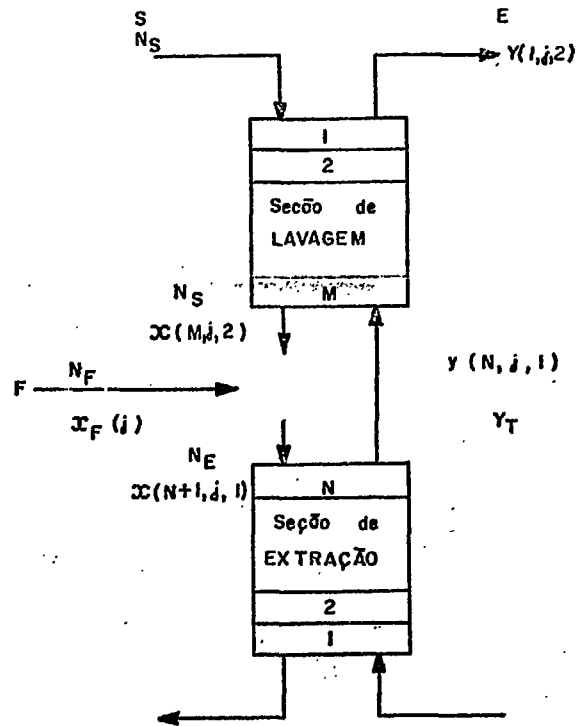 S
E
N_S
Y(1,j,2)
1
2
Secão de
LAVAGEM
M
N_S
x(M,j,2)
N_F
F
x_F (j)
y (N, j, 1)
Y_T
N_E
x(N+1,j,1)
N
Seção de
EXTRAÇÃO
2
1